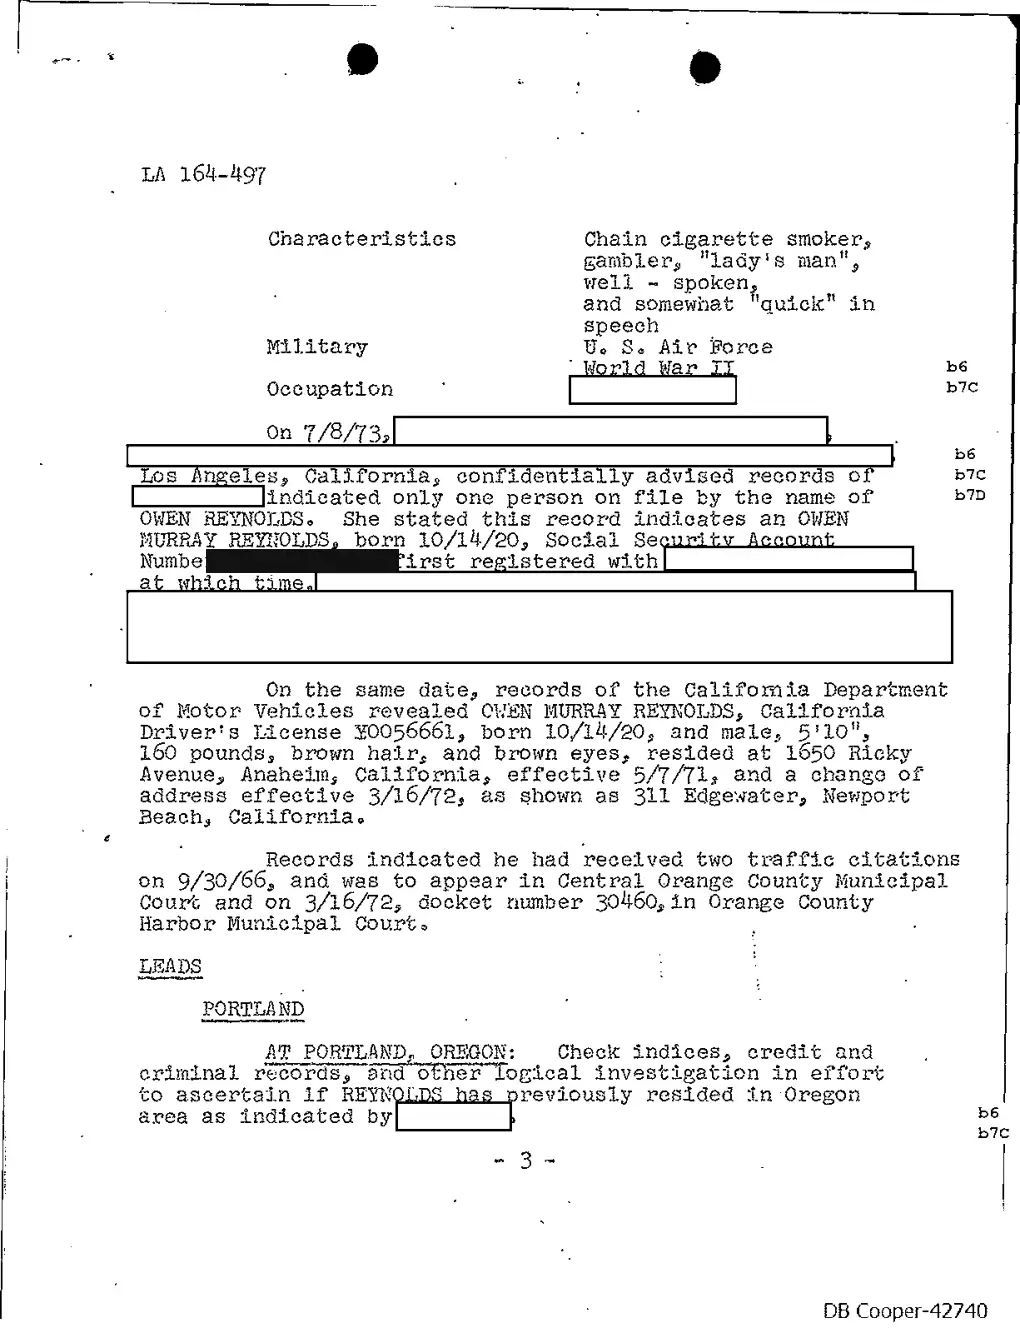 LA 164-497
Characteristics Chain cigarette smoker,
gambler, "lady's man",
well - spoken,
and somewhat "quick" in
speech
Military U. S. Air Force
World War II
b6
Occupation b7C
On 7/8/73,
b6
Los Angeles, California, confidentially advised records of b7C
indicated only one person on file by the name of b7D
OWEN REYNOLDS. She stated this record indicates an OWEN
MURRAY REYNOLDS, born 10/14/20, Social Security Account
Numbe first registered with
at which time,
On the same date, records of the California Department
of Motor Vehicles revealed OWEN MURRAY REYNOLDS, California
Driver's License Y0056661, born 10/14/20, and male, 5'10",
160 pounds, brown hair, and brown eyes, resided at 1650 Ricky
Avenue, Anaheim, California, effective 5/7/71, and a change of
address effective 3/16/72, as shown as 311 Edgewater, Newport
Beach, California.
Records indicated he had received two traffic citations
on 9/30/66, and was to appear in Central Orange County Municipal
Court and on 3/16/72, docket number 30460, in Orange County
Harbor Municipal Court.
LEADS
PORTLAND
AT PORTLAND, OREGON: Check indices, credit and
criminal records, and other logical investigation in effort
to ascertain if REYNOLDS has previously resided in Oregon
area as indicated by .
b6
b7C
- 3 -
DB Cooper-42740